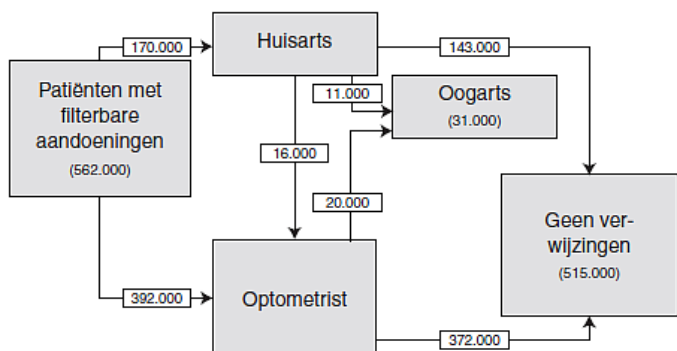 170.000
Huisarts
143.000
Patiënten met
filterbare
aandoeningen
(562.000)
11.000
Oogarts
(31.000)
16.000
20.000
Geen ver-
wijzingen
(515.000)
392.000
Optometrist
372.000